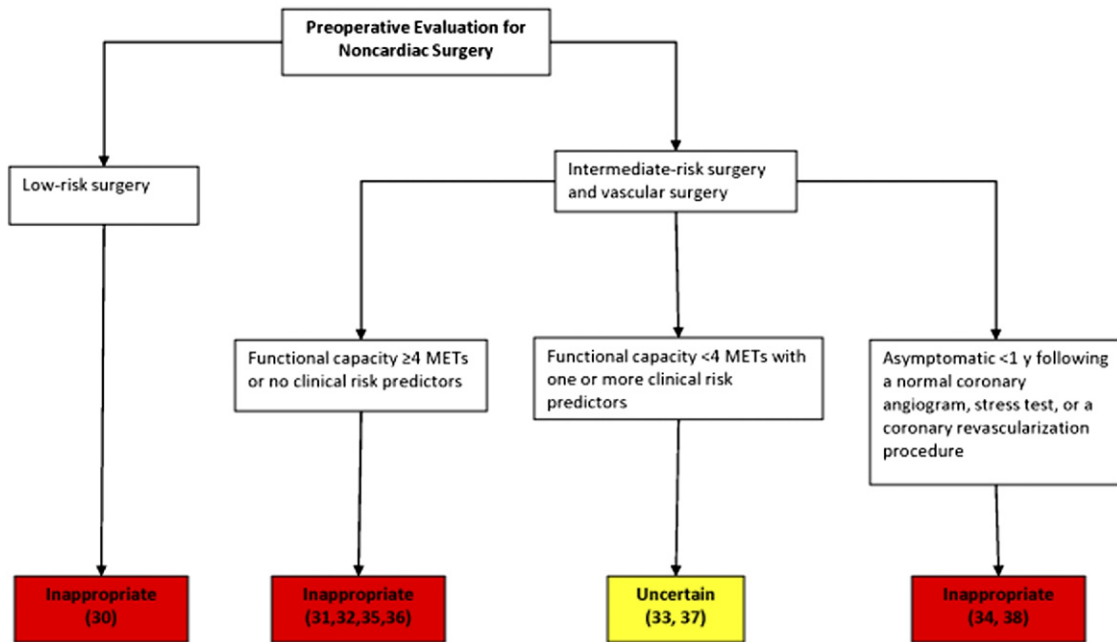 Preoperative Evaluation for
Noncardiac Surgery
Low-risk surgery
Intermediate-risk surgery
and vascular surgery
Functional capacity ≥4 METs
or no clinical risk predictors
Functional capacity <4 METs with
one or more clinical risk
predictors
Asymptomatic <1 y following
a normal coronary
angiogram, stress test, or a
coronary revascularization
procedure
Inappropriate
(30)
Inappropriate
(31,32,35,36)
Uncertain
(33, 37)
Inappropriate
(34, 38)